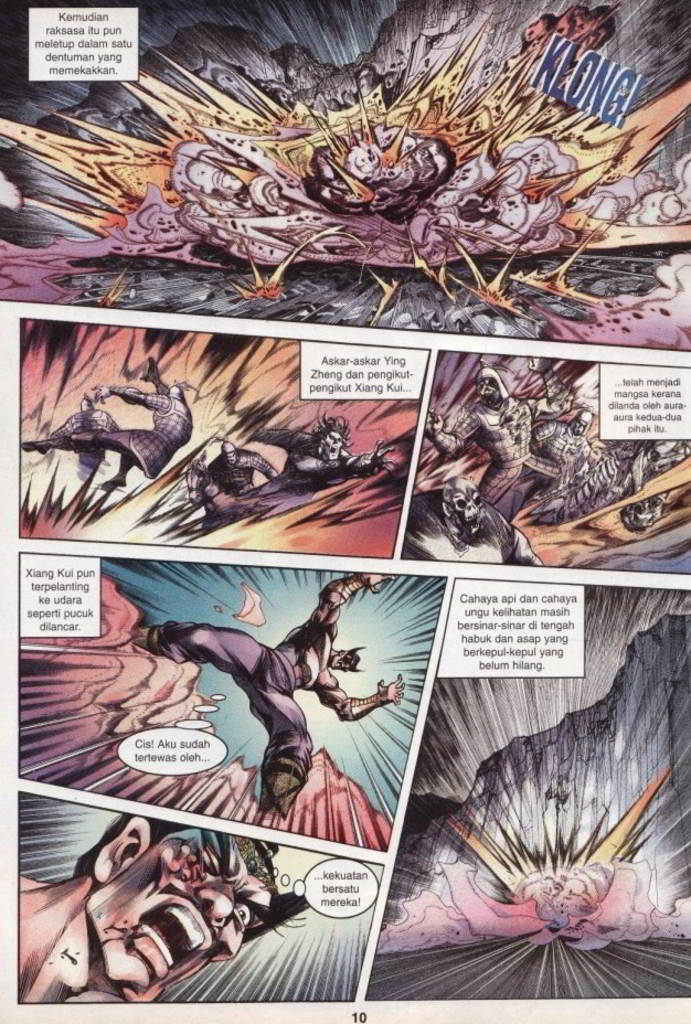 Kemudian
raksasa itu pun
meletup dalam satu
dentuman yang
memekakkan.
KLONG!
Askar-askar Ying
Zheng dan pengikut-
pengikut Xiang Kui...
...telah menjadi
mangsa kerana
dilanda oleh aura-
aura kedua-dua
pihak itu.
Xiang Kui pun
terpelanting
ke udara
seperti pucuk
dilancar.
Cis! Aku sudah
tertewas oleh...
...kekuatan
bersatu
mereka!
Cahaya api dan cahaya
ungu kelihatan masih
bersinar-sinar di tengah
habuk dan asap yang
berkepul-kepul yang
belum hilang.
10